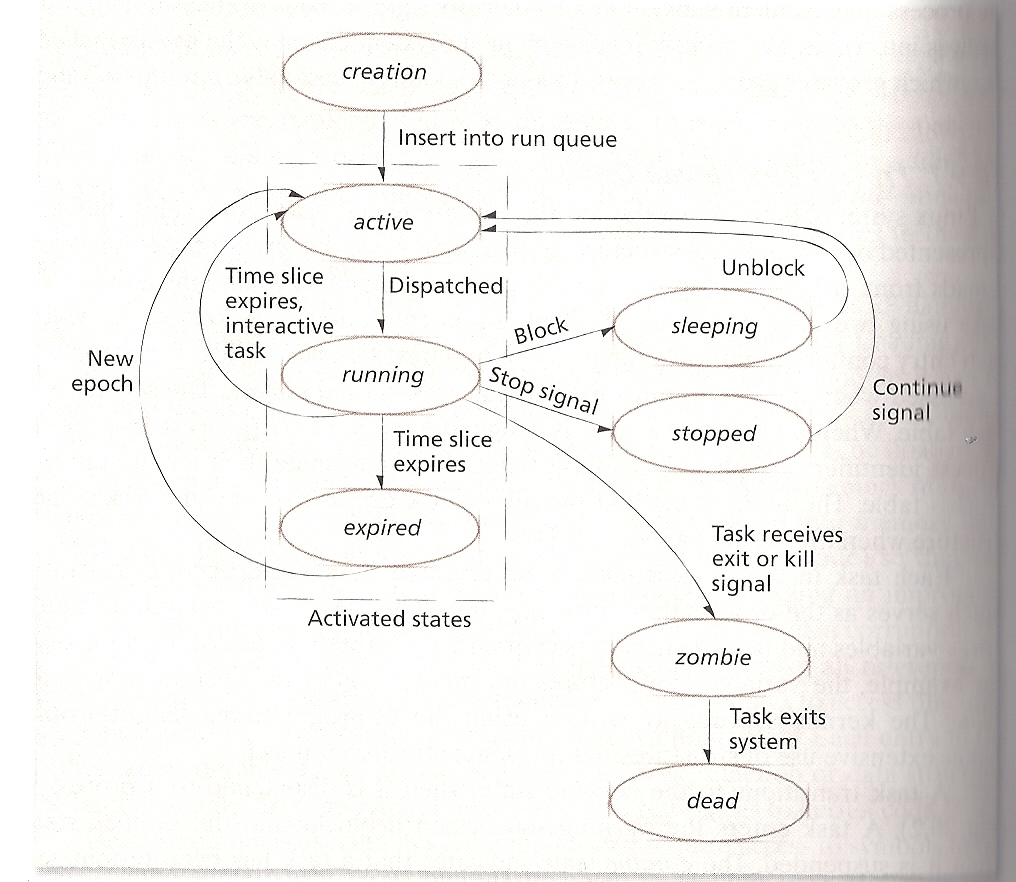 creation
Insert into run queue
active
Time slice
expires,
interactive
task
Dispatched
Unblock
Block
sleeping
New
epoch
running
Stop signal
stopped
Continue
signal
Time slice
expires
expired
Task receives
exit or kill
signal
Activated states
zombie
Task exits
system
dead